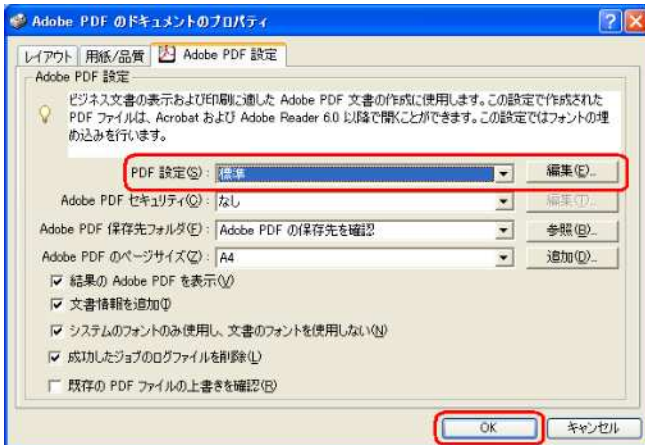 Adobe PDF のドキュメントのプロパティ
レイアウト 用紙/品質 Adobe PDF 設定
Adobe PDF 設定
ビジネス文書の表示および印刷に適した Adobe PDF 文書の作成に使用します。この設定で作成された
PDF ファイルは、Acrobat および Adobe Reader 6.0 以降で開くことができます。この設定ではフォントの埋
め込みを行います。
PDF 設定(S): 標準 編集(E)...
Adobe PDF セキュリティ(C): なし 編集(T)...
Adobe PDF 保存先フォルダ(F): Adobe PDF の保存先を確認 参照(B)...
Adobe PDF のページサイズ(Z): A4 追加(D)...
結果の Adobe PDF を表示(V)
文書情報を追加(I)
システムのフォントのみ使用し、文書のフォントを使用しない(N)
成功したジョブのログファイルを削除(L)
既存の PDF ファイルの上書きを確認(R)
OK キャンセル